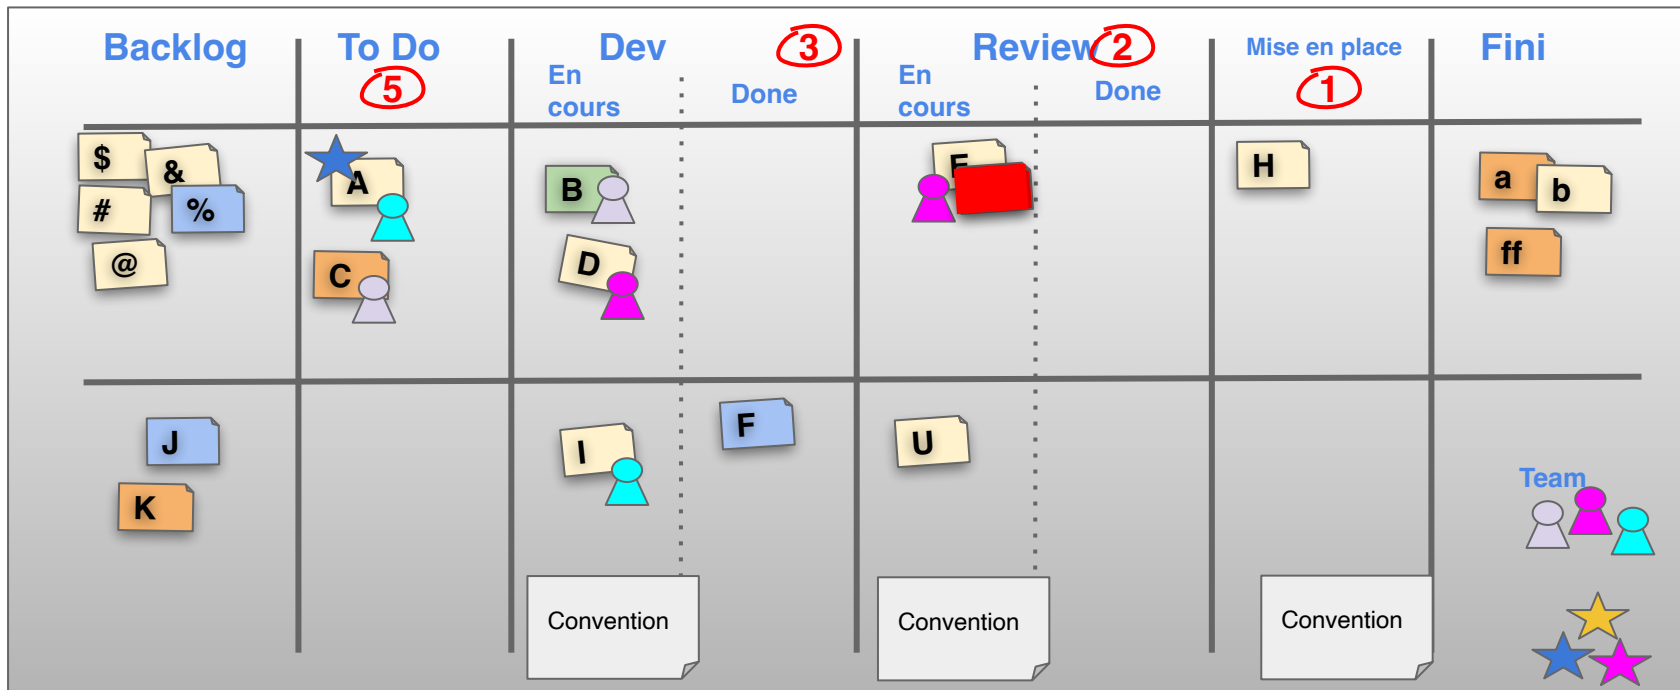 Backlog
To Do
5
Dev
3
En
cours
Done
Review
2
En
cours
Done
Mise en place
1
Fini
$
&
#
%
@
A
C
B
D
H
a
b
ff
J
K
I
F
U
Team
Convention
Convention
Convention